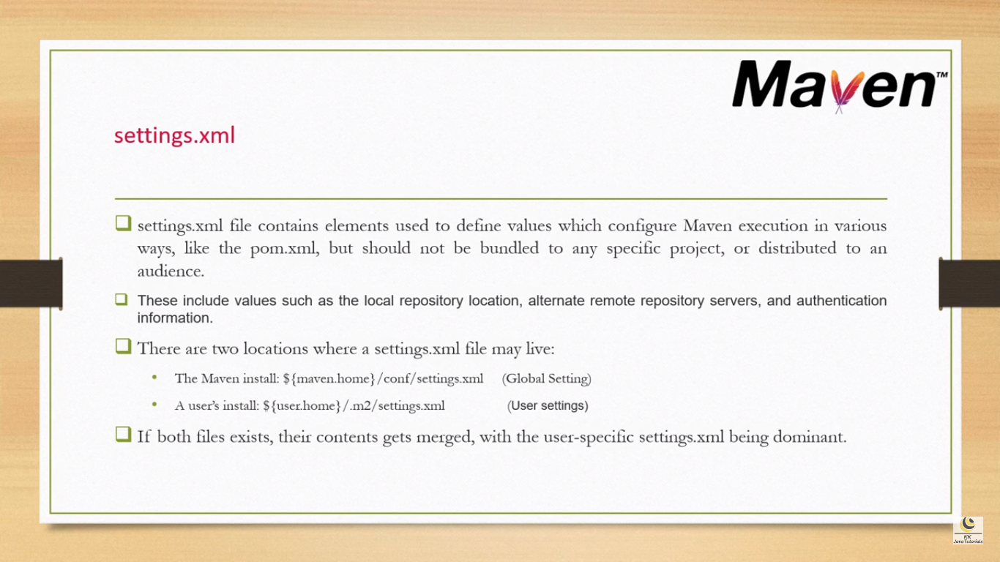 Maven™
settings.xml
settings.xml file contains elements used to define values which configure Maven execution in various
ways, like the pom.xml, but should not be bundled to any specific project, or distributed to an
audience.
These include values such as the local repository location, alternate remote repository servers, and authentication
information.
There are two locations where a settings.xml file may live:
• The Maven install: ${maven.home}/conf/settings.xml (Global Setting)
• A user’s install: ${user.home}/.m2/settings.xml (User settings)
If both files exists, their contents gets merged, with the user-specific settings.xml being dominant.
KK
JavaTutorials